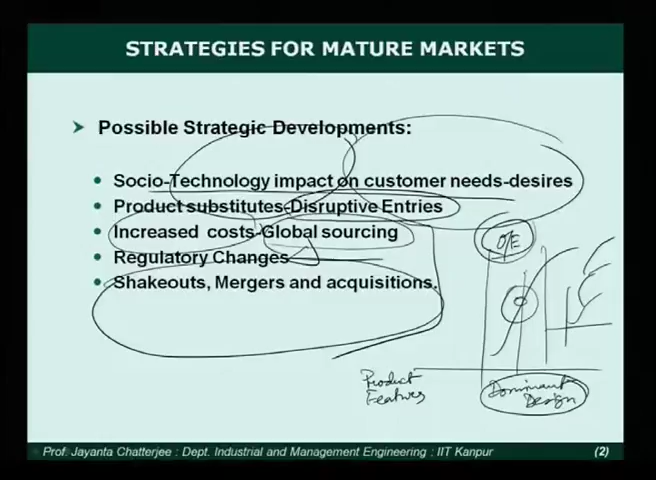 STRATEGIES FOR MATURE MARKETS
➤ Possible Strategic Developments:
• Socio-Technology impact on customer needs-desires
• Product substitutes-Disruptive Entries
• Increased costs-Global sourcing
• Regulatory Changes
• Shakeouts, Mergers and acquisitions.
O/E
Product
Features
Dominant
Design
Prof. Jayanta Chatterjee : Dept. Industrial and Management Engineering : IIT Kanpur
(2)